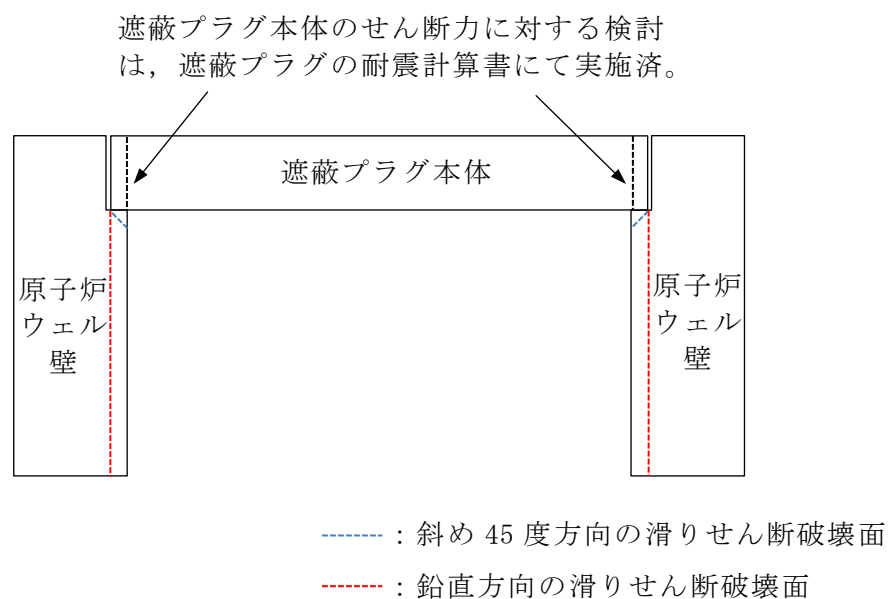 遮蔽プラグ本体のせん断力に対する検討
は，遮蔽プラグの耐震計算書にて実施済。
遮蔽プラグ本体
原子炉
ウェル
壁
原子炉
ウェル
壁
：斜め 45 度方向の滑りせん断破壊面
：鉛直方向の滑りせん断破壊面